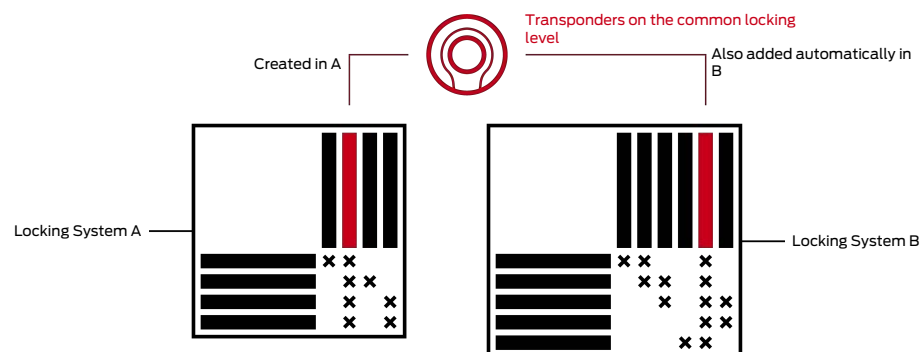 Transponders on the common locking
level
Created in A
Also added automatically in
B
Locking System A
Locking System B